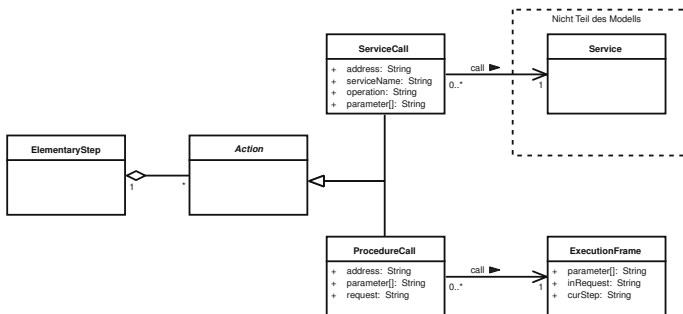 Nicht Teil des Modells
ServiceCall
+ address: String
+ serviceName: String
+ operation: String
+ parameter[]: String
call
0..*
1
Service
ElementaryStep
1
*
Action
ProcedureCall
+ address: String
+ parameter[]: String
+ request: String
call
0..*
1
ExecutionFrame
+ parameter[]: String
+ inRequest: String
+ curStep: String